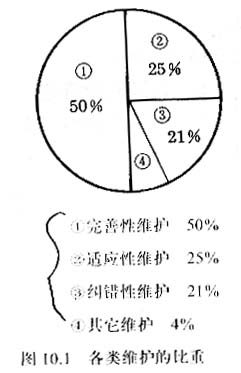 ①
50%
②
25%
③
21%
④
①完善性维护 50%
②适应性维护 25%
③纠错性维护 21%
④其它维护 4%
图 10.1 各类维护的比重